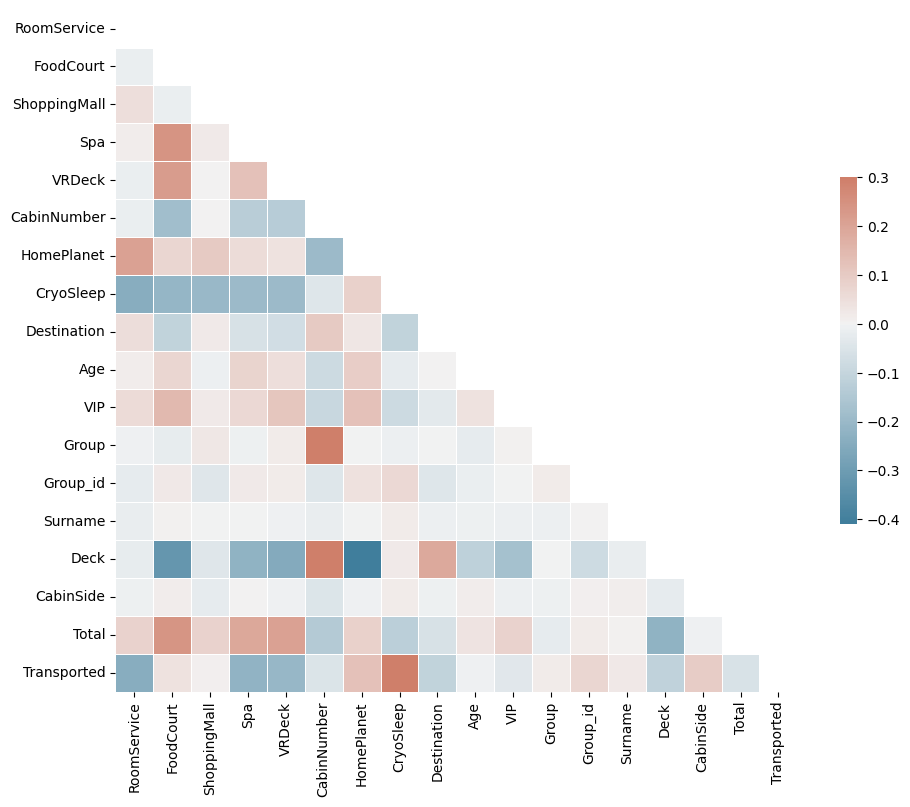 RoomService
FoodCourt
ShoppingMall
Spa
VRDeck
CabinNumber
HomePlanet
CryoSleep
Destination
Age
VIP
Group
Group_id
Surname
Deck
CabinSide
Total
Transported
RoomService
FoodCourt
ShoppingMall
Spa
VRDeck
CabinNumber
HomePlanet
CryoSleep
Destination
Age
VIP
Group
Group_id
Surname
Deck
CabinSide
Total
Transported
0.3
0.2
0.1
0.0
−0.1
−0.2
−0.3
−0.4